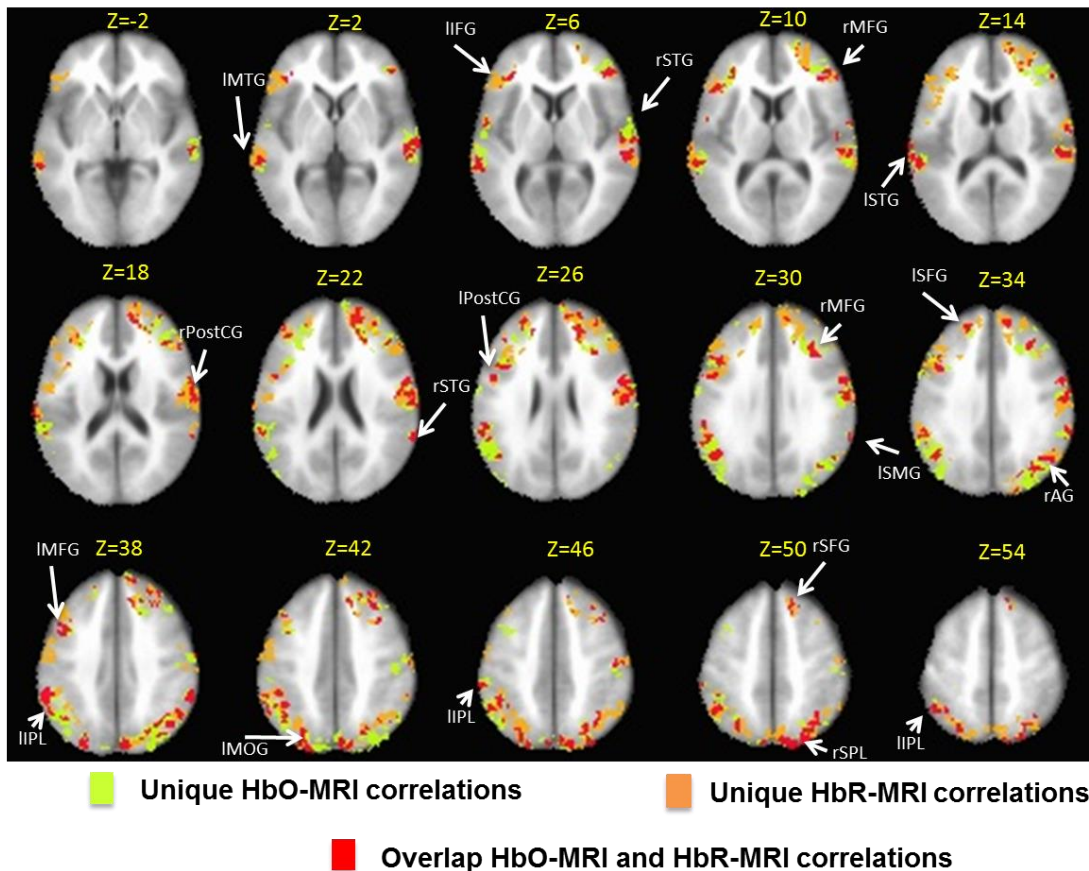 Z=-2
Z=2
Z=6
Z=10
Z=14
lIFG
rMFG
rSTG
lMTG
lSTG
Z=18
Z=22
Z=26
Z=30
Z=34
lPostCG
lSFG
rMFG
rPostCG
rSTG
lSMG
rAG
lMFG
Z=38
Z=42
Z=46
Z=50
Z=54
rSFG
lIPL
lIPL
lIPL
lMOG
rSPL
Unique HbO-MRI correlations
Unique HbR-MRI correlations
Overlap HbO-MRI and HbR-MRI correlations